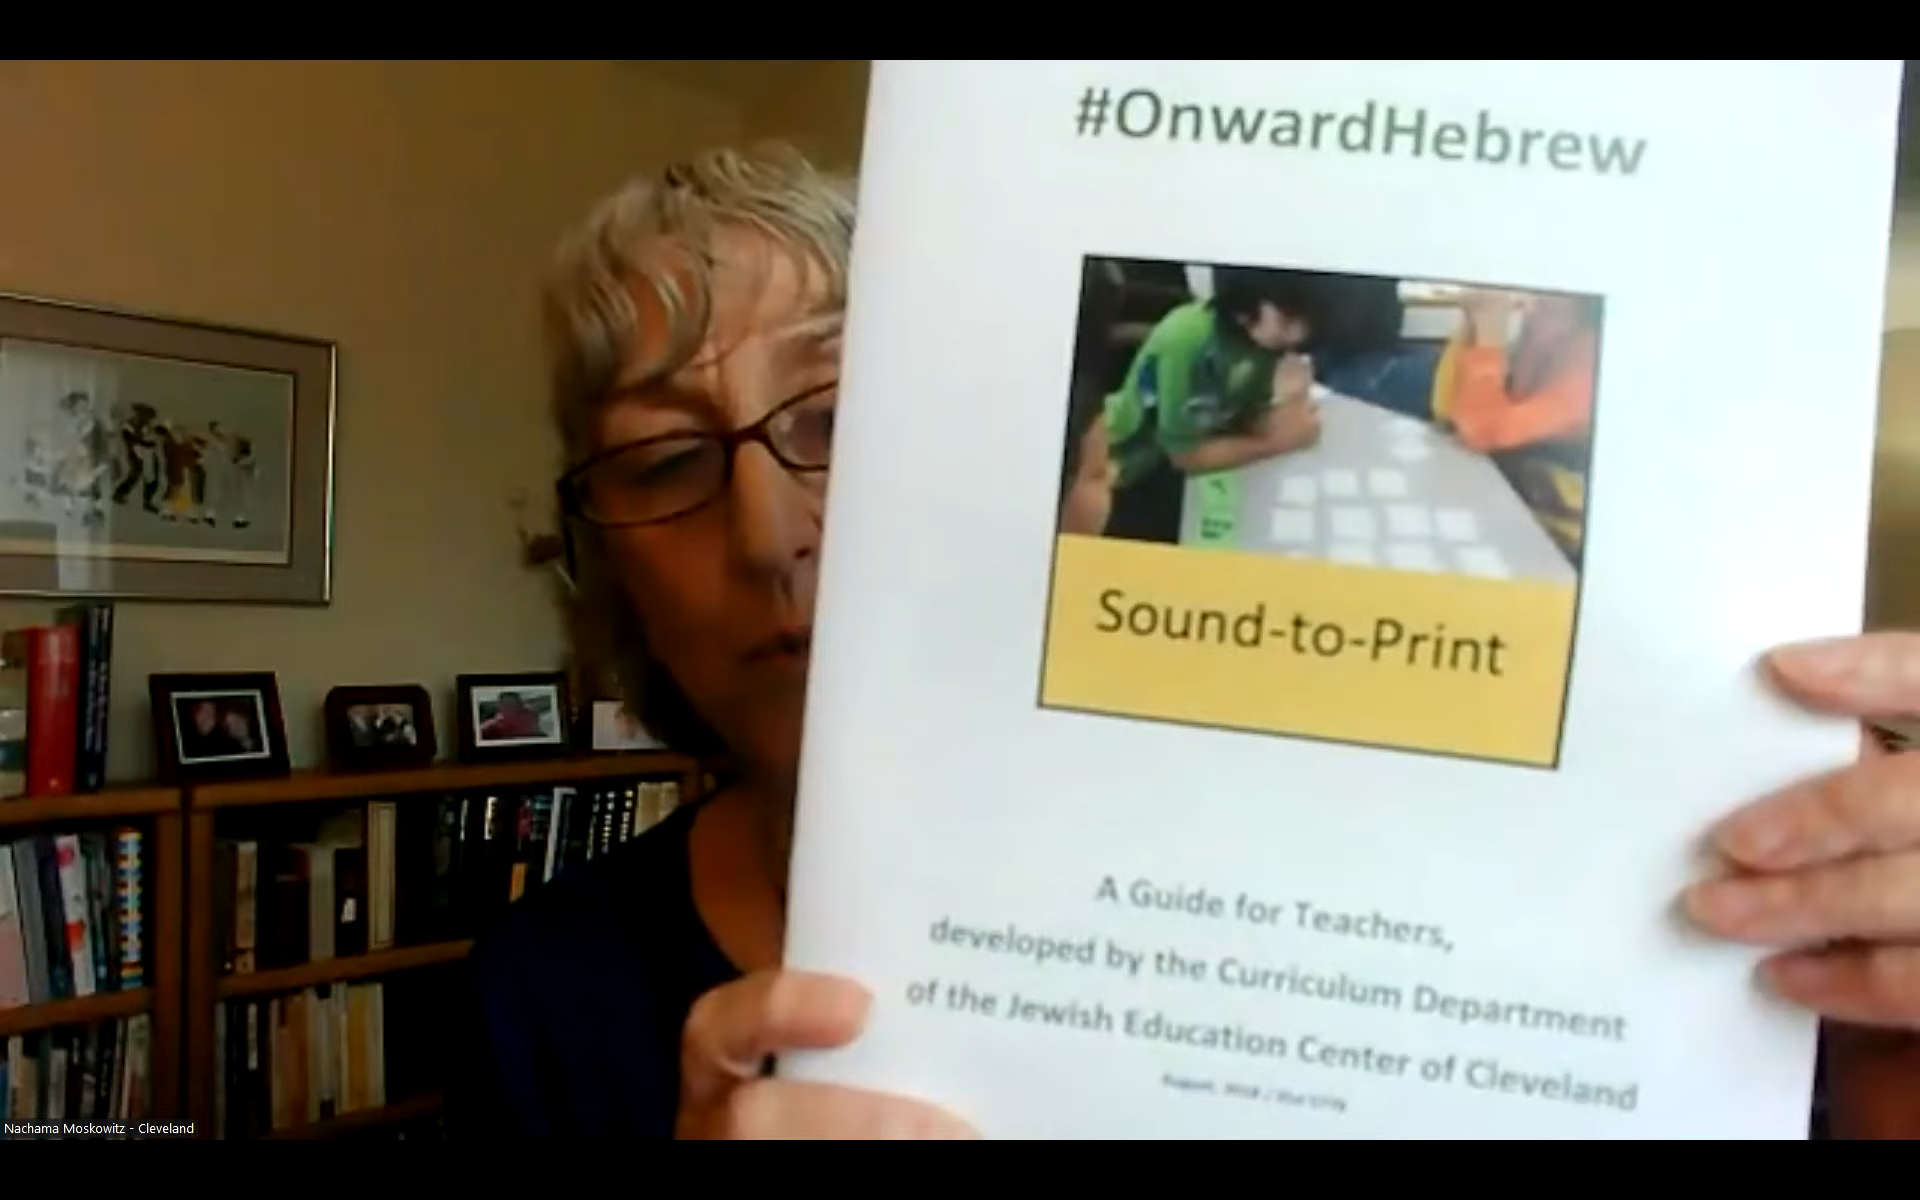 #OnwardHebrew
Sound-to-Print
A Guide for Teachers,
developed by the Curriculum Department
of the Jewish Education Center of Cleveland
Nachama Moskowitz - Cleveland